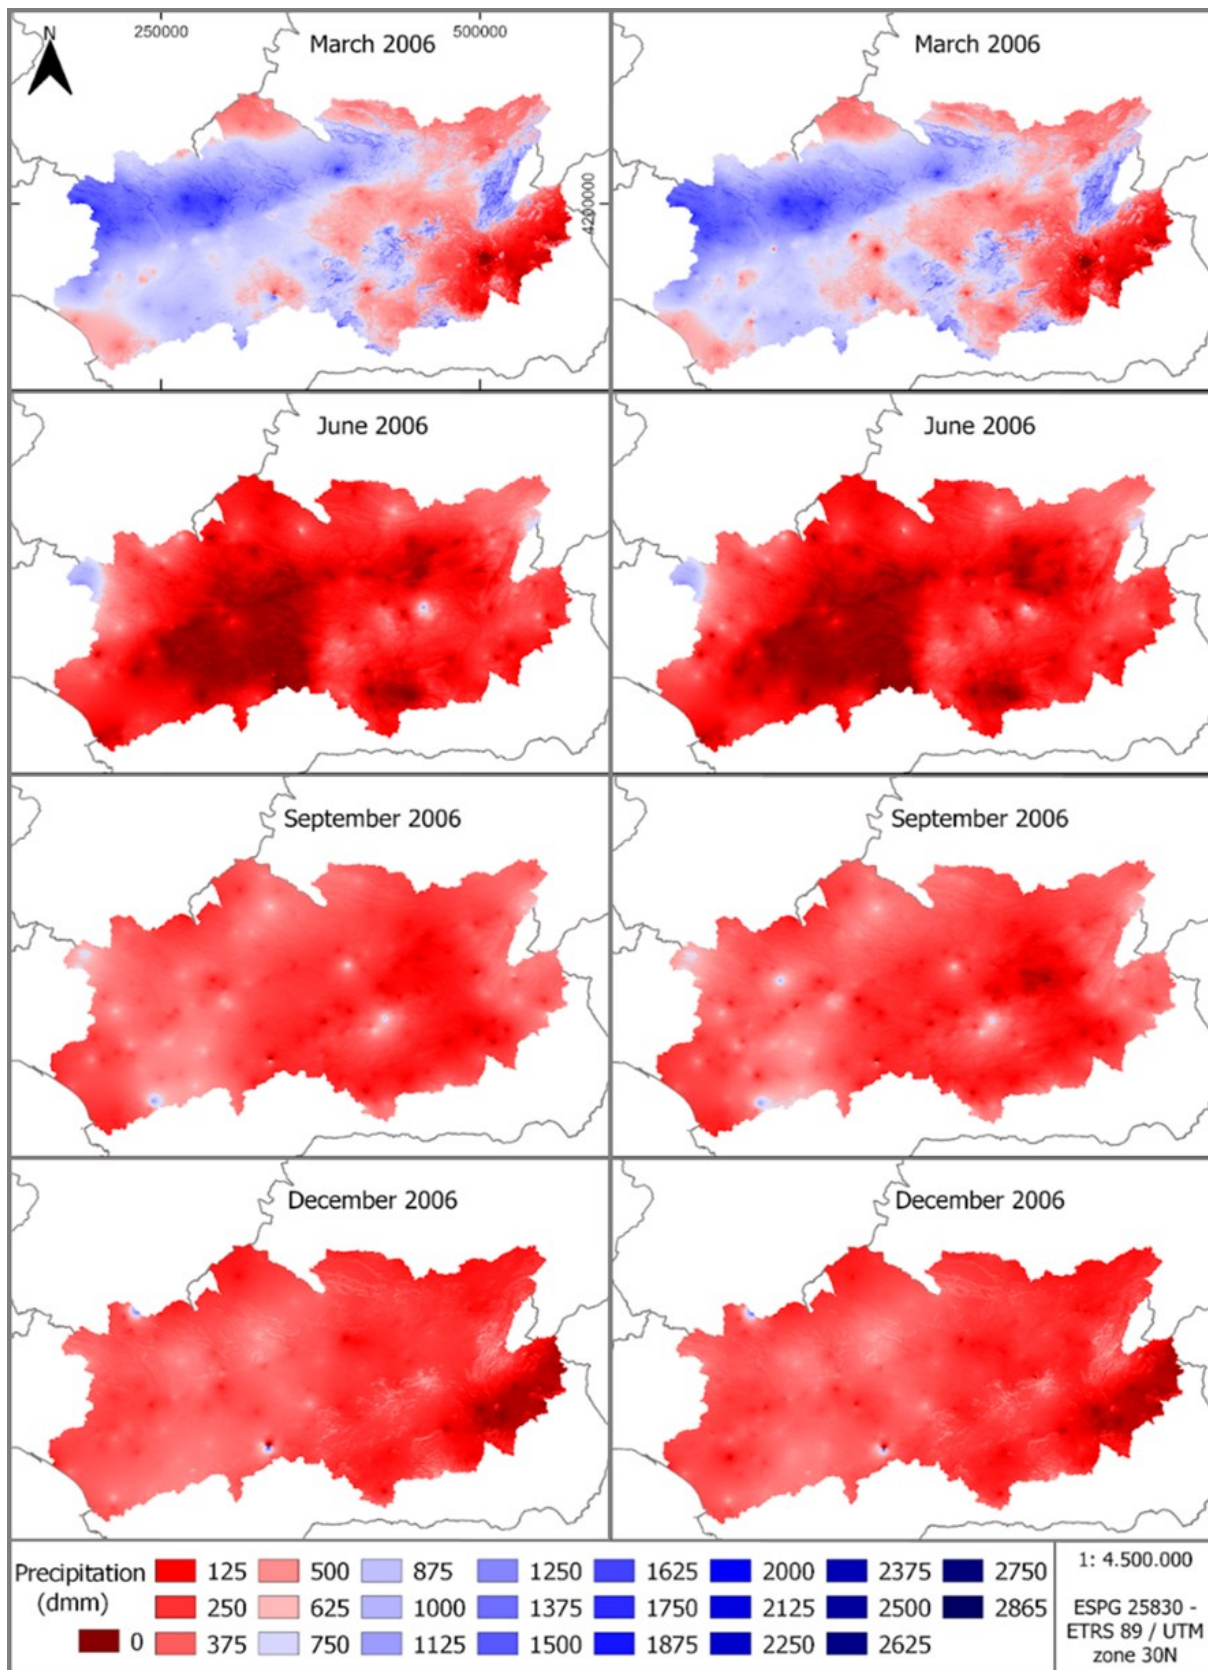 N
250000
500000
March 2006
March 2006
4200000
June 2006
June 2006
September 2006
September 2006
December 2006
December 2006
Precipitation
(dmm)
0
125
250
375
500
625
750
875
1000
1125
1250
1375
1500
1625
1750
1875
2000
2125
2250
2375
2500
2625
2750
2865
1: 4.500.000
ESPG 25830 -
ETRS 89 / UTM
zone 30N